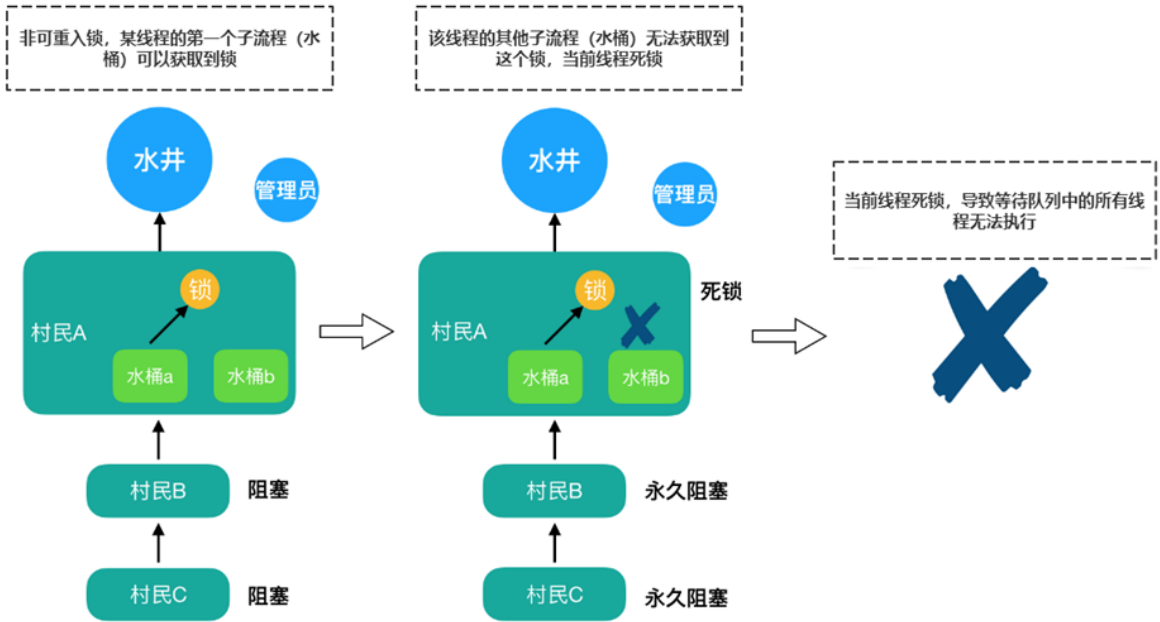 非可重入锁，某线程的第一个子流程（水
桶）可以获取到锁
水井
管理员
锁
村民A
水桶a
水桶b
村民B
阻塞
村民C
阻塞
该线程的其他子流程（水桶）无法获取到
这个锁，当前线程死锁
水井
管理员
锁
死锁
村民A
水桶a
水桶b
村民B
永久阻塞
村民C
永久阻塞
当前线程死锁，导致等待队列中的所有线
程无法执行